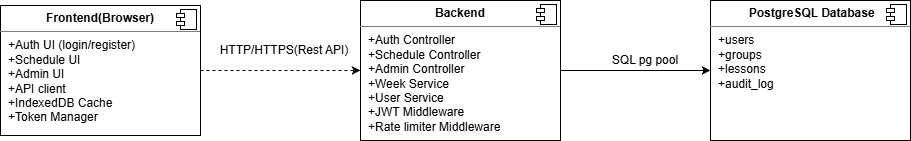 Frontend(Browser)
+Auth UI (login/register)
+Schedule UI
+Admin UI
+API client
+IndexedDB Cache
+Token Manager
HTTP/HTTPS(Rest API)
Backend
+Auth Controller
+Schedule Controller
+Admin Controller
+Week Service
+User Service
+JWT Middleware
+Rate limiter Middleware
SQL pg pool
PostgreSQL Database
+users
+groups
+lessons
+audit_log